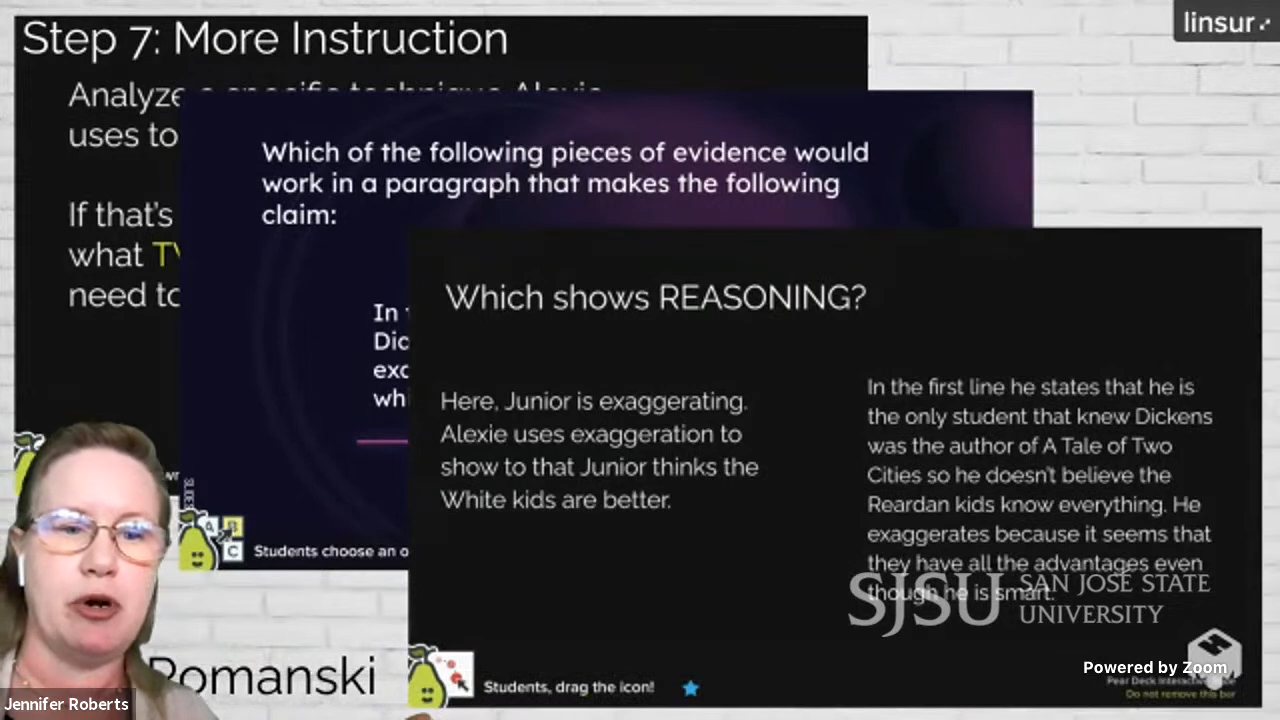 Step 7: More Instruction
linsur
Analyze a specific technique Alexie
uses to
If that's
what
need to
Which of the following pieces of evidence would
work in a paragraph that makes the following
claim:
In
Students choose an o
A B
C
Which shows REASONING?
Here, Junior is exaggerating.
Alexie uses exaggeration to
show to that Junior thinks the
White kids are better.
In the first line he states that he is
the only student that knew Dickens
was the author of A Tale of Two
Cities so he doesn't believe the
Reardan kids know everything. He
exaggerates because it seems that
they have all the advantages even
though he is smart.
SJSU SAN JOSÉ STATE
UNIVERSITY
Students, drag the icon!
Powered by Zoom
Pear Deck Interactive
Do not remove this bar
Romanski
Jennifer Roberts